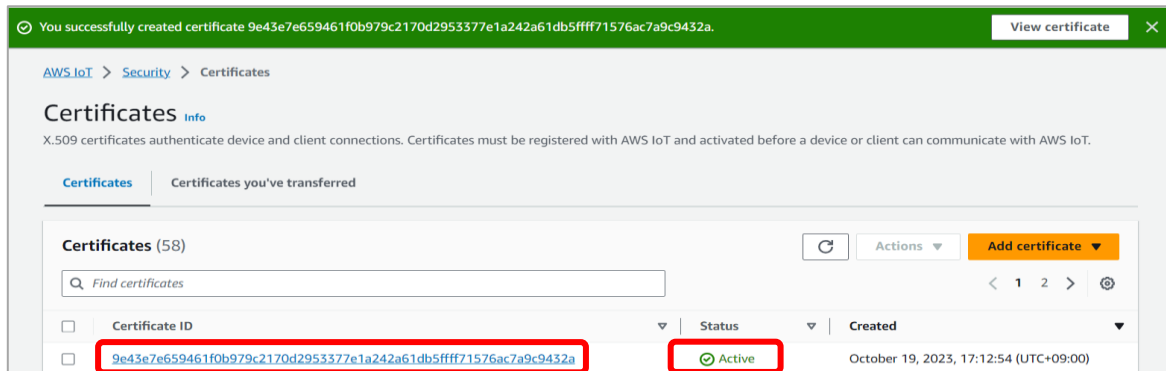 You successfully created certificate 9e43e7e659461f0b979c2170d2953377e1a242a61db5ffff71576ac7a9c9432a.
View certificate
AWS IoT > Security > Certificates
Certificates Info
X.509 certificates authenticate device and client connections. Certificates must be registered with AWS IoT and activated before a device or client can communicate with AWS IoT.
Certificates Certificates you've transferred
Certificates (58)
Actions Add certificate
Find certificates
1 2
Certificate ID Status Created
9e43e7e659461f0b979c2170d2953377e1a242a61db5ffff71576ac7a9c9432a Active October 19, 2023, 17:12:54 (UTC+09:00)